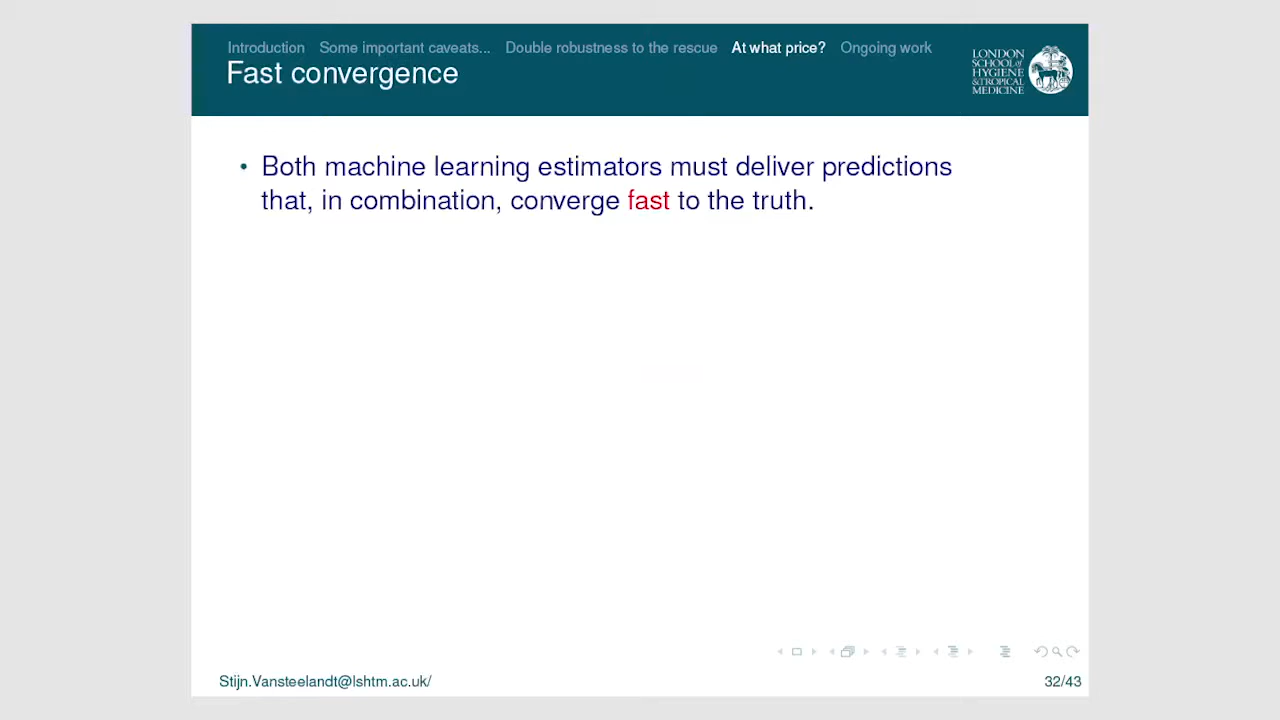 Introduction Some important caveats... Double robustness to the rescue At what price? Ongoing work
Fast convergence
LONDON
SCHOOL of
HYGIENE
& TROPICAL
MEDICINE
• Both machine learning estimators must deliver predictions
that, in combination, converge fast to the truth.
Stijn.Vansteelandt@lshtm.ac.uk/
32/43